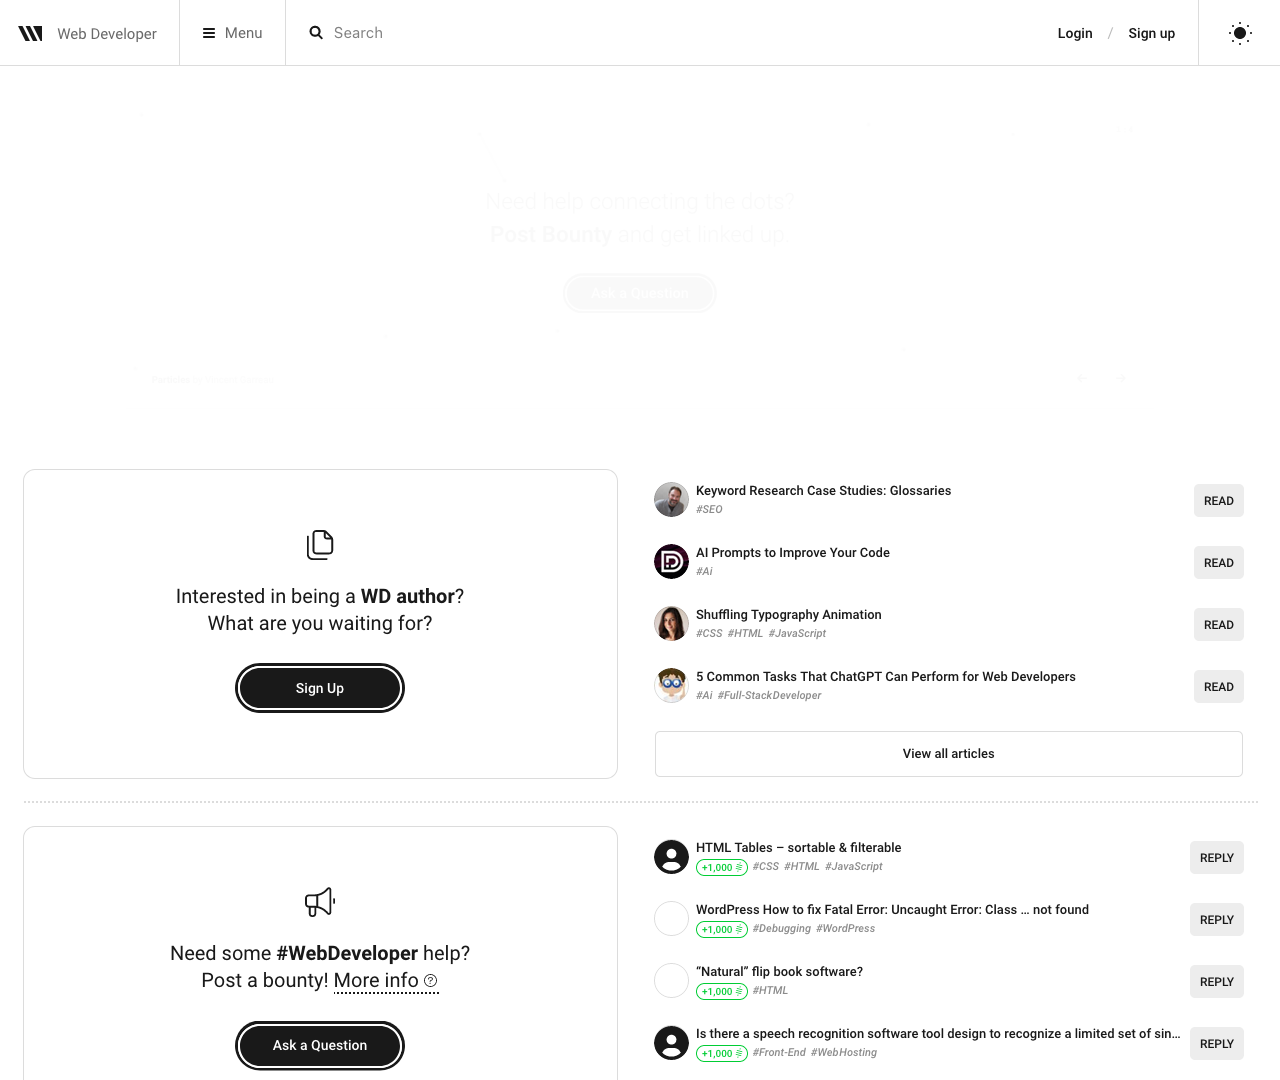 Web Developer
Menu
Search
Login / Sign up
Need help connecting the dots?
Post Bounty and get linked up.
Ask a Question
Interested in being a WD author?
What are you waiting for?
Sign Up
Keyword Research Case Studies: Glossaries
#SEO
READ
AI Prompts to Improve Your Code
#Ai
READ
Shuffling Typography Animation
#CSS #HTML #JavaScript
READ
5 Common Tasks That ChatGPT Can Perform for Web Developers
#Ai #Full-StackDeveloper
READ
View all articles
Need some #WebDeveloper help?
Post a bounty! More info
Ask a Question
HTML Tables – sortable & filterable
+1,000 #CSS #HTML #JavaScript
REPLY
WordPress How to fix Fatal Error: Uncaught Error: Class ... not found
+1,000 #Debugging #WordPress
REPLY
“Natural” flip book software?
+1,000 #HTML
REPLY
Is there a speech recognition software tool design to recognize a limited set of sin...
+1,000 #Front-End #WebHosting
REPLY